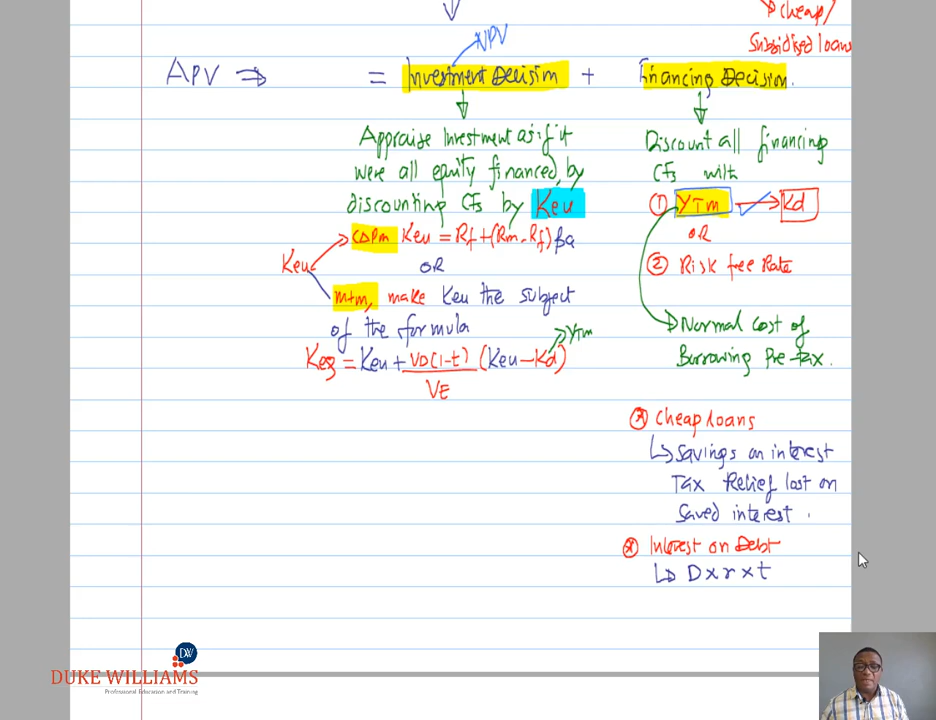 cheap/
Subsidised loans
NPV
APV ⇒ = Investment Decision + Financing Decision.
Appraise Investment as if it
were all equity financed, by
discounting CFs by Keu
CAPM Keu = Rf + (Rm - Rf) βa
Keu
OR
M+M, make Keu the subject
of the formula
YTM
Keg = Keu + VD(1-t) (Keu - Kd)
VE
Discount all financing
CFs with
① YTM → Kd
OR
② Risk free Rate
Normal cost of
Borrowing Pre-tax.
* Cheap loans
↳ Savings on interest
Tax Relief lost on
Saved interest.
* Interest on Debt
↳ D x r x t
DUKE WILLIAMS
Professional Education and Training
DW